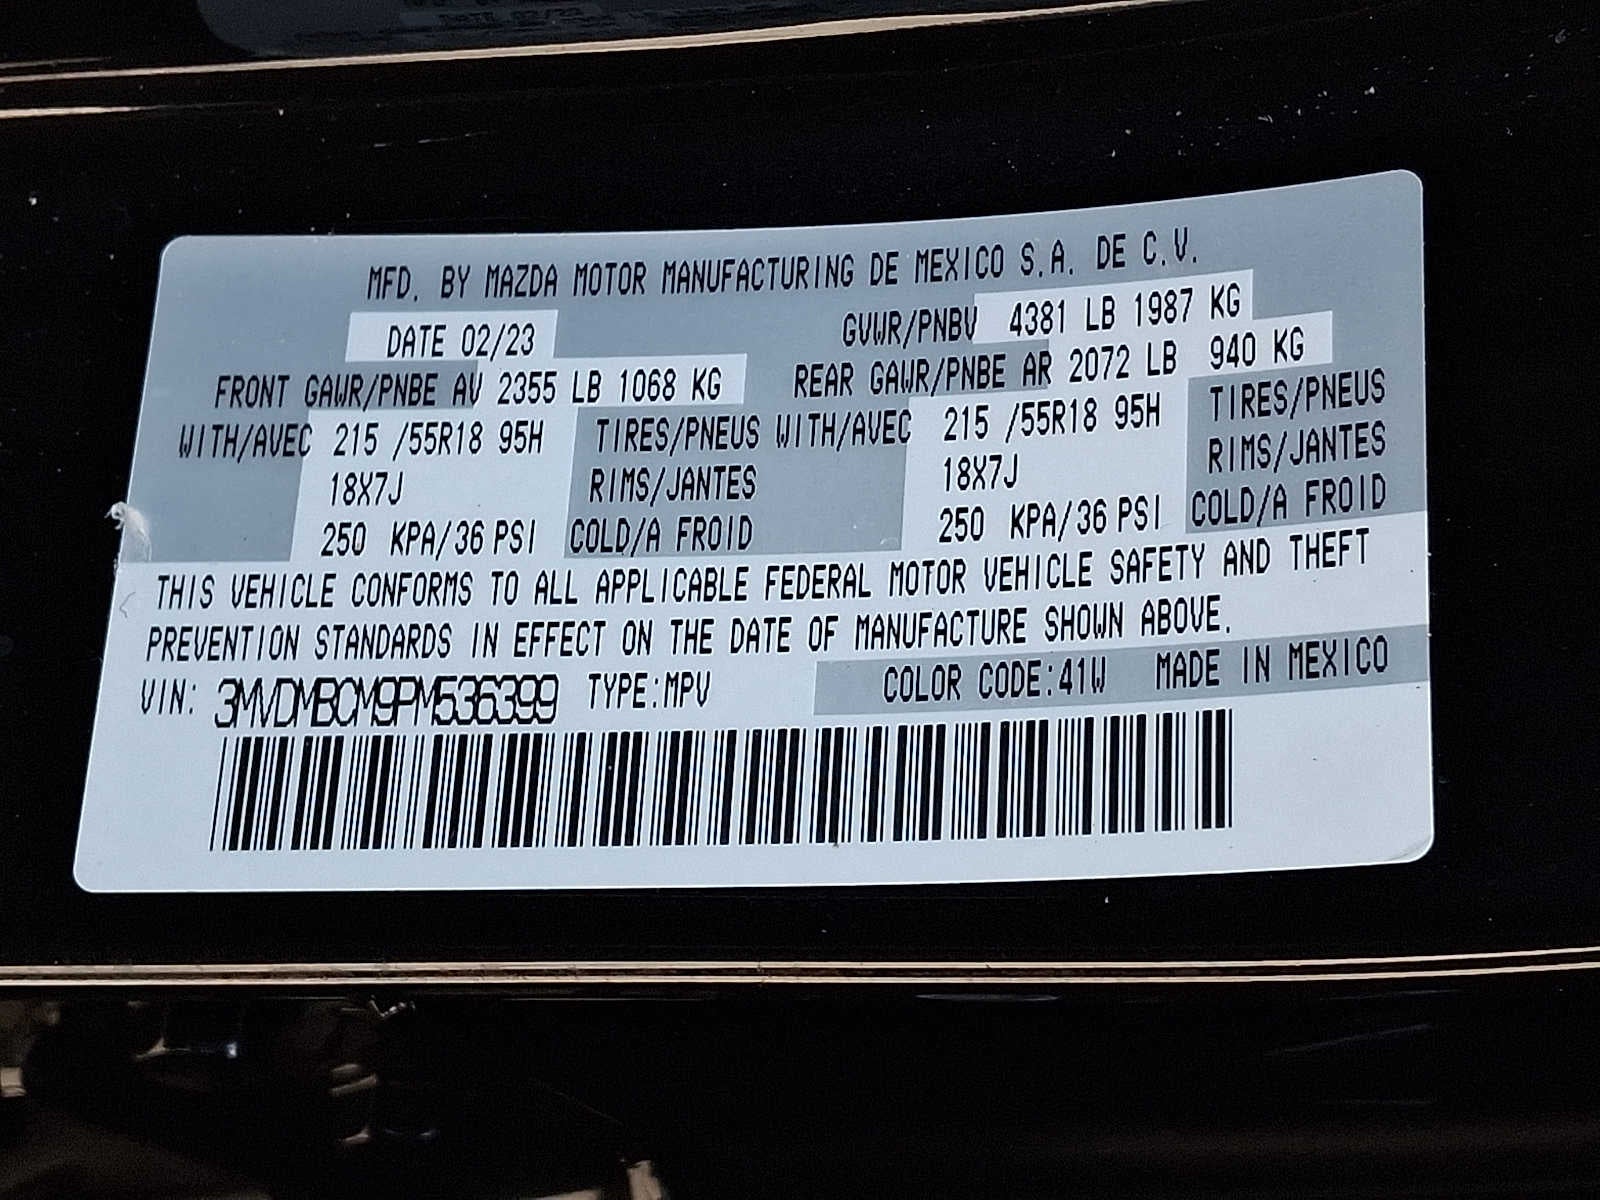 MFD. BY MAZDA MOTOR MANUFACTURING DE MEXICO S.A. DE C.V.
DATE 02/23 GVWR/PNBV 4381 LB 1987 KG
FRONT GAWR/PNBE AV 2355 LB 1068 KG REAR GAWR/PNBE AR 2072 LB 940 KG
WITH/AVEC 215 /55R18 95H TIRES/PNEUS WITH/AVEC 215 /55R18 95H TIRES/PNEUS
18X7J RIMS/JANTES 18X7J RIMS/JANTES
250 KPA/36 PSI COLD/A FROID 250 KPA/36 PSI COLD/A FROID
THIS VEHICLE CONFORMS TO ALL APPLICABLE FEDERAL MOTOR VEHICLE SAFETY AND THEFT
PREVENTION STANDARDS IN EFFECT ON THE DATE OF MANUFACTURE SHOWN ABOVE.
VIN: 3MVDMBCM9PM536399 TYPE:MPV COLOR CODE:41W MADE IN MEXICO